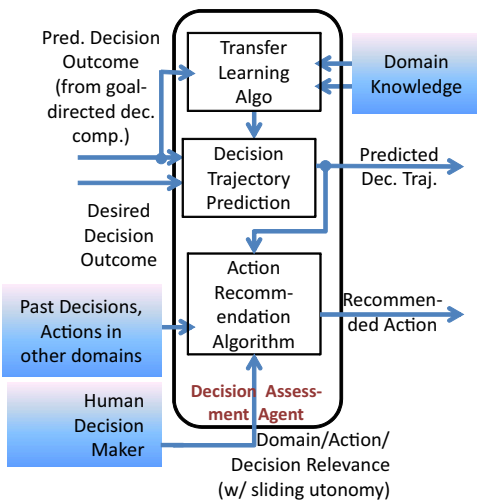 Pred. Decision
Outcome
(from goal-
directed dec.
comp.)
Transfer
Learning
Algo
Domain
Knowledge
Decision
Trajectory
Prediction
Predicted
Dec. Traj.
Desired
Decision
Outcome
Action
Recomm-
endation
Algorithm
Past Decisions,
Actions in
other domains
Recommen-
ded Action
Decision Assess-
ment Agent
Human
Decision
Maker
Domain/Action/
Decision Relevance
(w/ sliding utonomy)